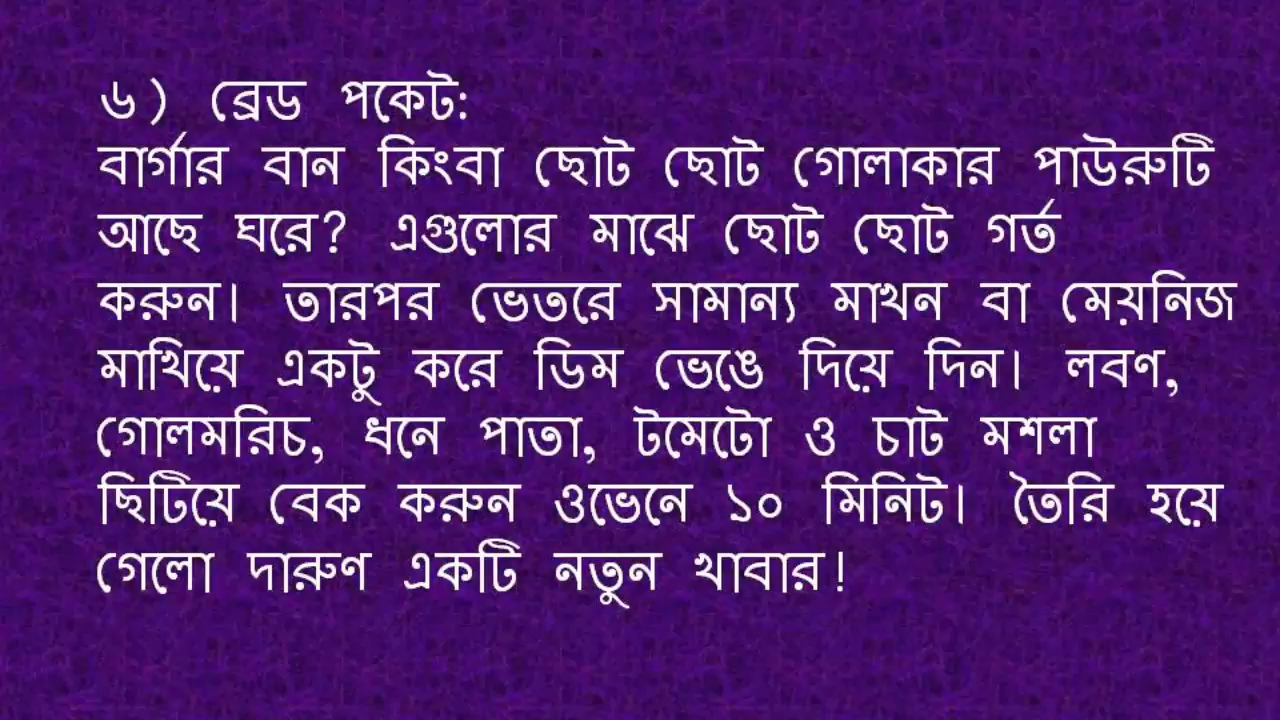 ৬) ব্রেড পকেট:
বার্গার বান কিংবা ছোট ছোট গোলাকার পাউরুটি
আছে ঘরে? এগুলোর মাঝে ছোট ছোট গর্ত
করুন। তারপর ভেতরে সামান্য মাখন বা মেয়নিজ
মাখিয়ে একটু করে ডিম ভেঙে দিয়ে দিন। লবণ,
গোলমরিচ, ধনে পাতা, টমেটো ও চাট মশলা
ছিটিয়ে বেক করুন ওভেনে ১০ মিনিট। তৈরি হয়ে
গেলো দারুণ একটি নতুন খাবার!